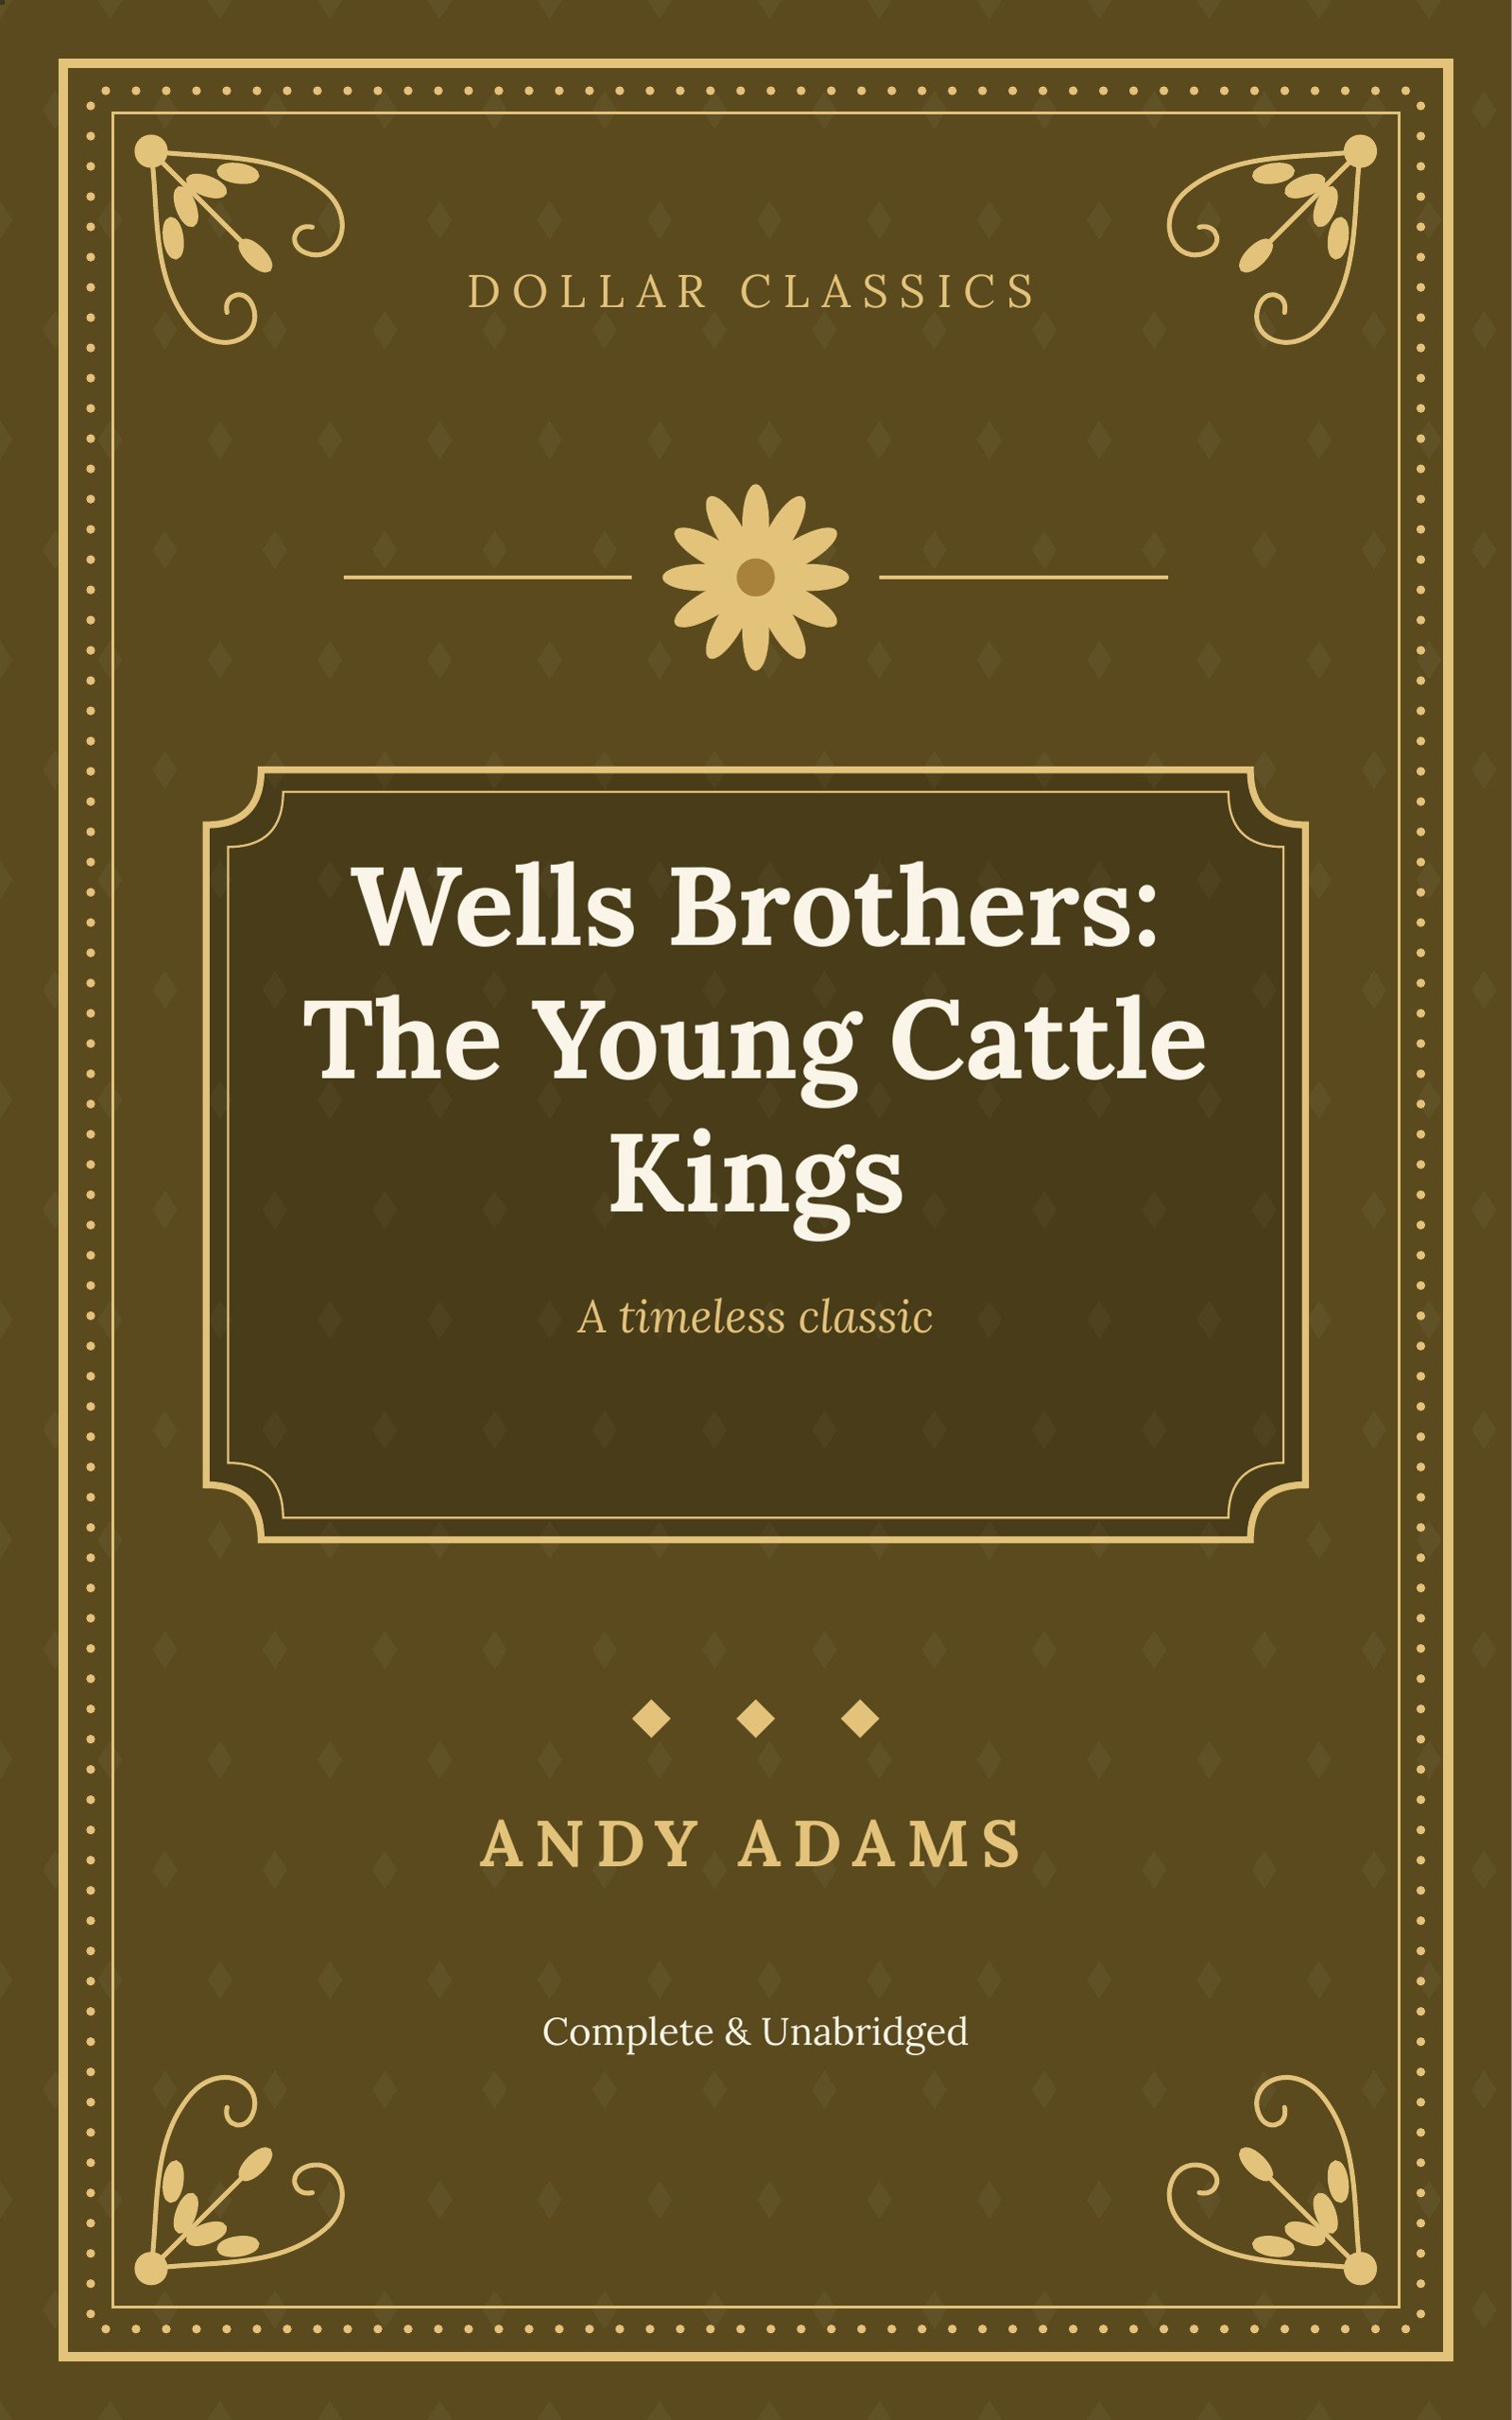 DOLLAR CLASSICS
Wells Brothers:
The Young Cattle
Kings
A timeless classic
ANDY ADAMS
Complete & Unabridged